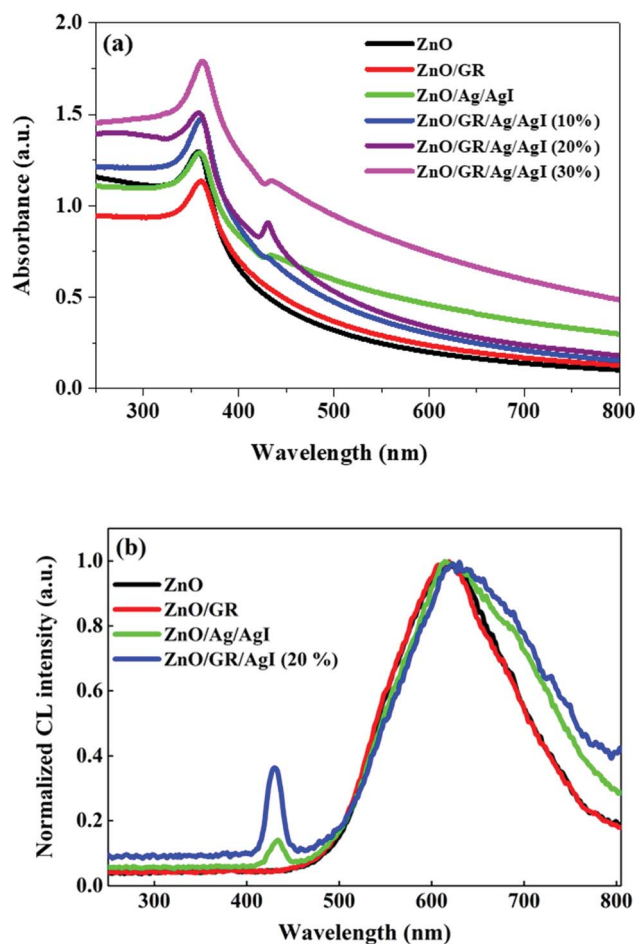 (a)
ZnO
ZnO/GR
ZnO/Ag/AgI
ZnO/GR/Ag/AgI (10%)
ZnO/GR/Ag/AgI (20%)
ZnO/GR/Ag/AgI (30%)
Absorbance (a.u.)
2.0
1.5
1.0
0.5
0.0
300 400 500 600 700 800
Wavelength (nm)
(b)
ZnO
ZnO/GR
ZnO/Ag/AgI
ZnO/GR/AgI (20 %)
Normalized CL intensity (a.u.)
1.0
0.8
0.6
0.4
0.2
0.0
300 400 500 600 700 800
Wavelength (nm)